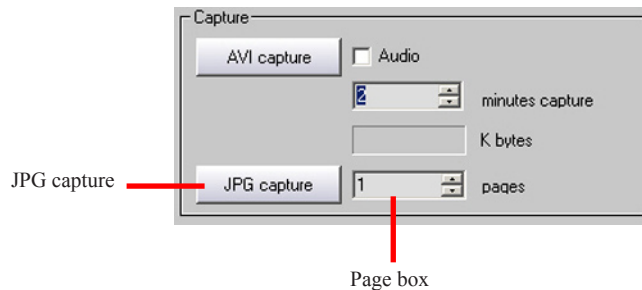 Capture
AVI capture Audio
2 minutes capture
K bytes
JPG capture JPG capture 1 pages
Page box